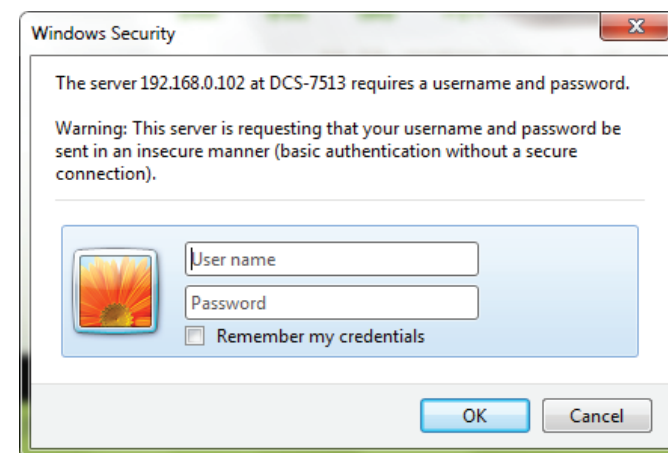 Windows Security
The server 192.168.0.102 at DCS-7513 requires a username and password.
Warning: This server is requesting that your username and password be
sent in an insecure manner (basic authentication without a secure
connection).
User name
Password
Remember my credentials
OK Cancel